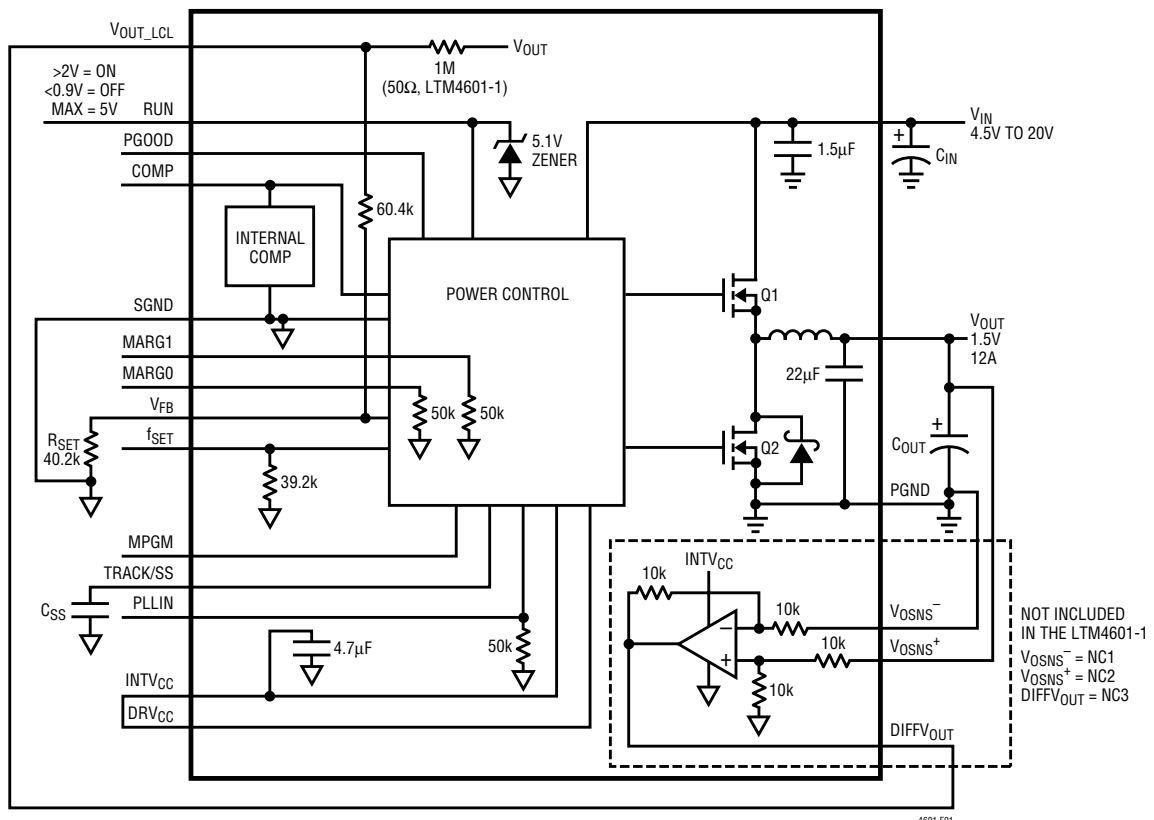 VOUT_LCL
VOUT
1M
(50Ω, LTM4601-1)
>2V = ON
<0.9V = OFF
MAX = 5V
RUN
PGOOD
COMP
5.1V
ZENER
1.5µF
+
CIN
VIN
4.5V TO 20V
60.4k
INTERNAL
COMP
POWER CONTROL
Q1
SGND
MARG1
MARG0
VFB
fSET
50k
50k
RSET
40.2k
39.2k
22µF
VOUT
1.5V
12A
Q2
+
COUT
PGND
MPGM
TRACK/SS
CSS
PLLIN
4.7µF
50k
INTVCC
DRVCC
INTVCC
10k
10k
–
+
10k
10k
VOSNS–
VOSNS+
DIFFVOUT
NOT INCLUDED
IN THE LTM4601-1
VOSNS– = NC1
VOSNS+ = NC2
DIFFVOUT = NC3
4601 F01